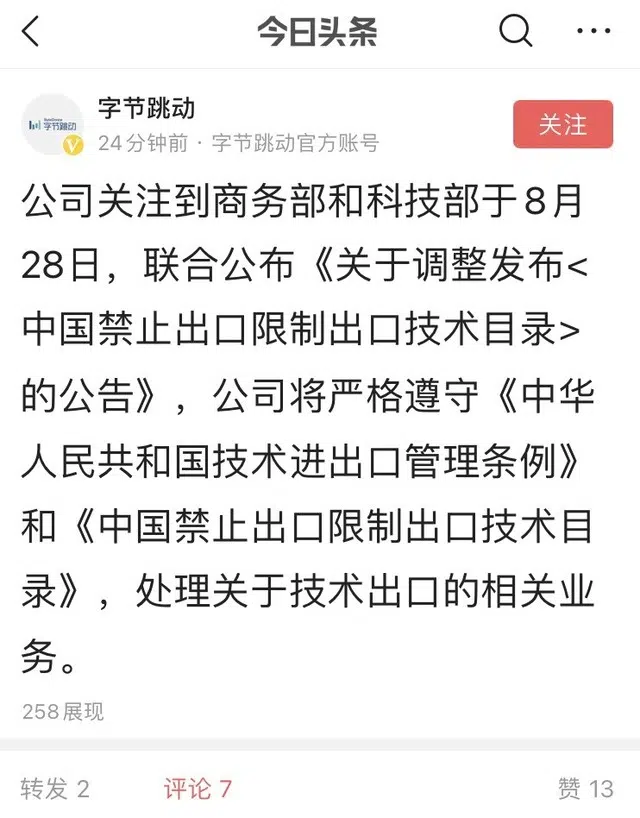 今日头条
字节跳动
24分钟前 · 字节跳动官方账号
关注
公司关注到商务部和科技部于8月
28日，联合公布《关于调整发布<
中国禁止出口限制出口技术目录>
的公告》，公司将严格遵守《中华
人民共和国技术进出口管理条例》
和《中国禁止出口限制出口技术目
录》，处理关于技术出口的相关业
务。
258展现
转发 2
评论 7
赞 13